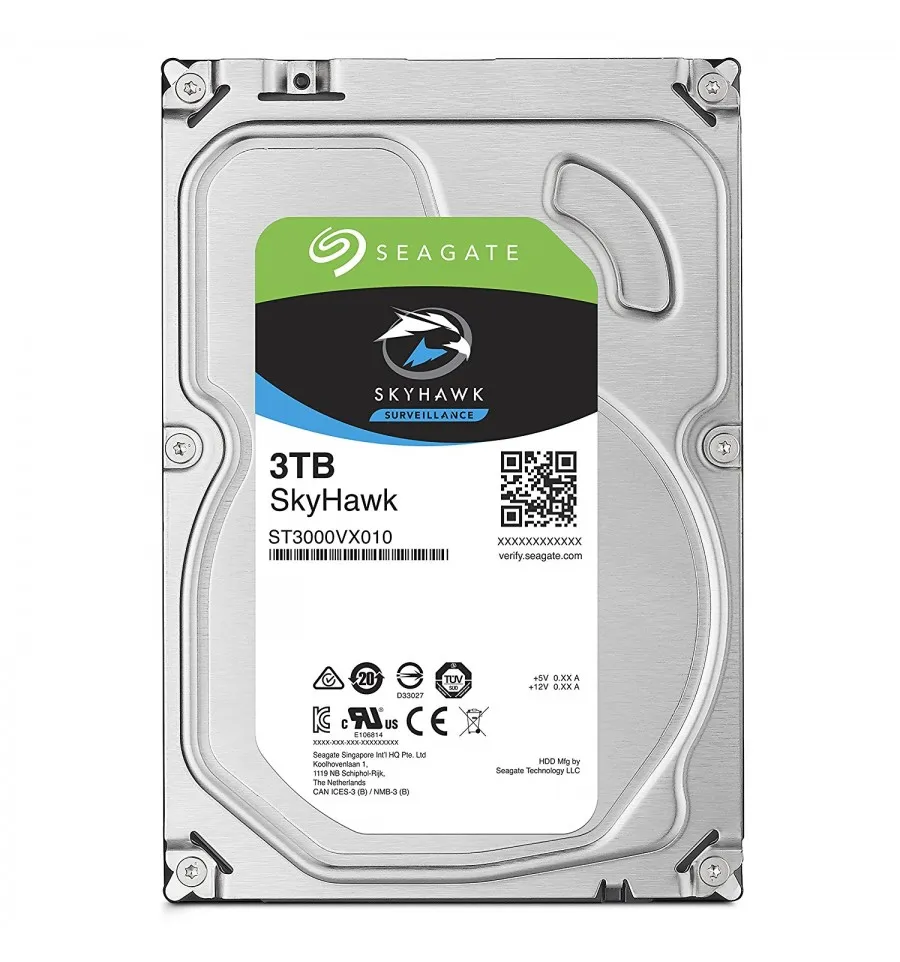 SEAGATE
SKYHAWK
SURVEILLANCE
3TB
SkyHawk
ST3000VX010
XXXXXXXXXXXX
verify.seagate.com
20
D33027
TÜV
SUD
+5V 0.XX A
+12V 0.XX A
c RU® US
E106814
CE
XXXX-XXX-XXX-XXXXXXXXX
Seagate Singapore Int'l HQ Pte. Ltd
Koolhovenlaan 1,
1119 NB Schiphol-Rijk,
The Netherlands
CAN ICES-3 (B) / NMB-3 (B)
HDD Mfg by
Seagate Technology LLC